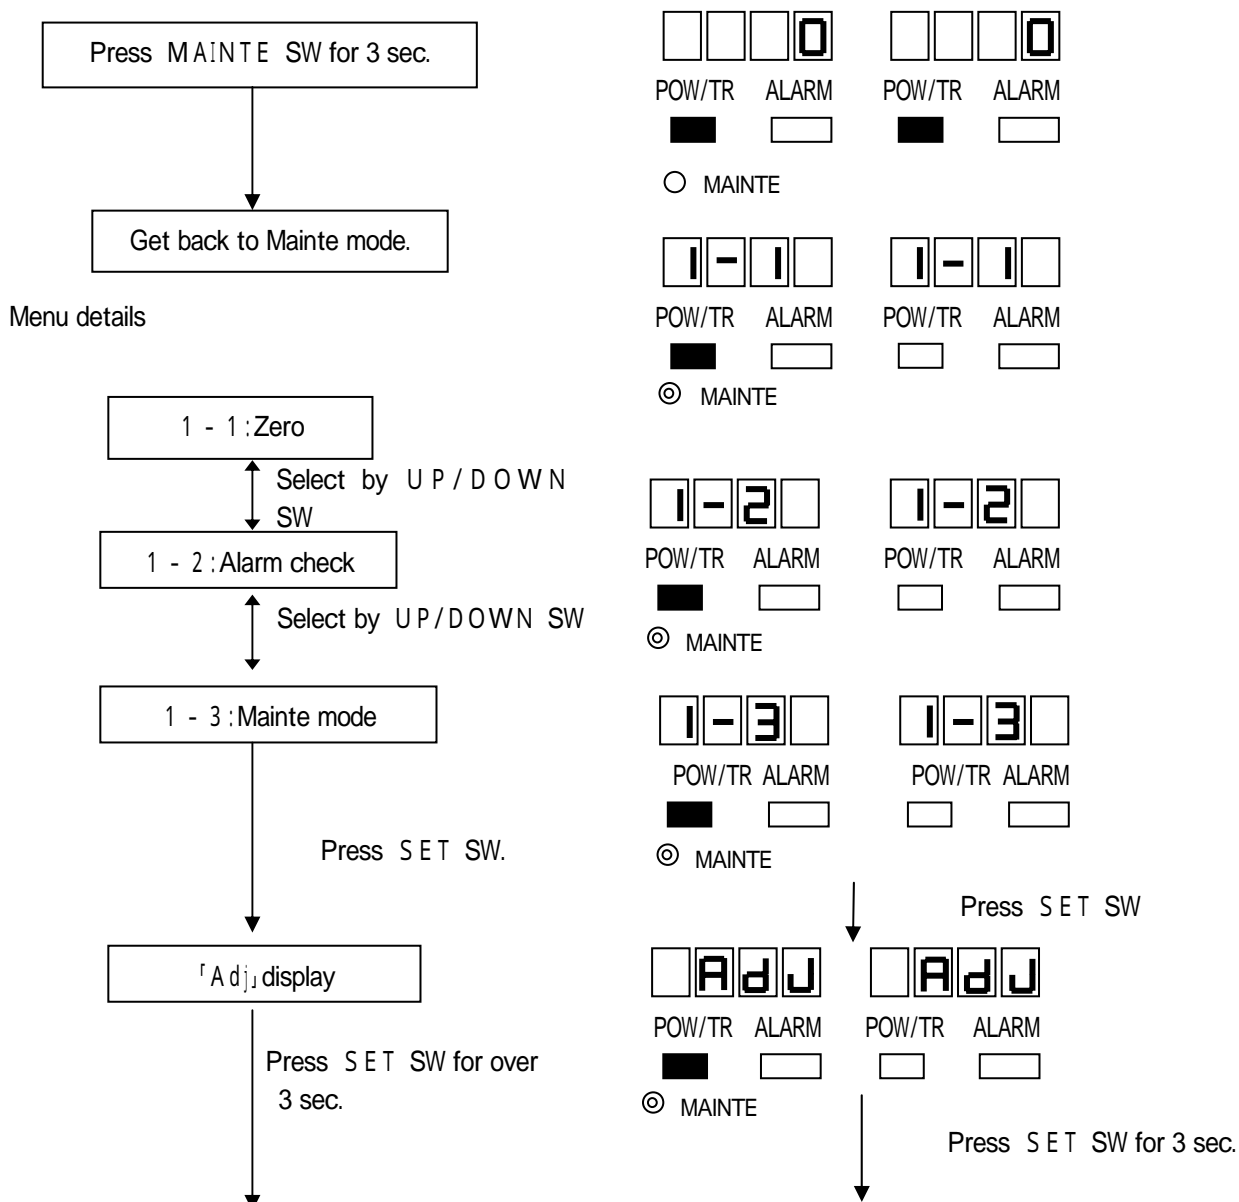 Press MAINTE SW for 3 sec.
Get back to Mainte mode.
Menu details
1 - 1:Zero
Select by UP/DOWN
SW
1 - 2:Alarm check
Select by UP/DOWN SW
1 - 3:Mainte mode
Press SET SW.
「Adj」display
Press SET SW for over
3 sec.
0 0
POW/TR ALARM POW/TR ALARM
MAINTE
1-1 1-1
POW/TR ALARM POW/TR ALARM
MAINTE
1-2 1-2
POW/TR ALARM POW/TR ALARM
MAINTE
1-3 1-3
POW/TR ALARM POW/TR ALARM
MAINTE
Press SET SW
AdJ AdJ
POW/TR ALARM POW/TR ALARM
MAINTE
Press SET SW for 3 sec.